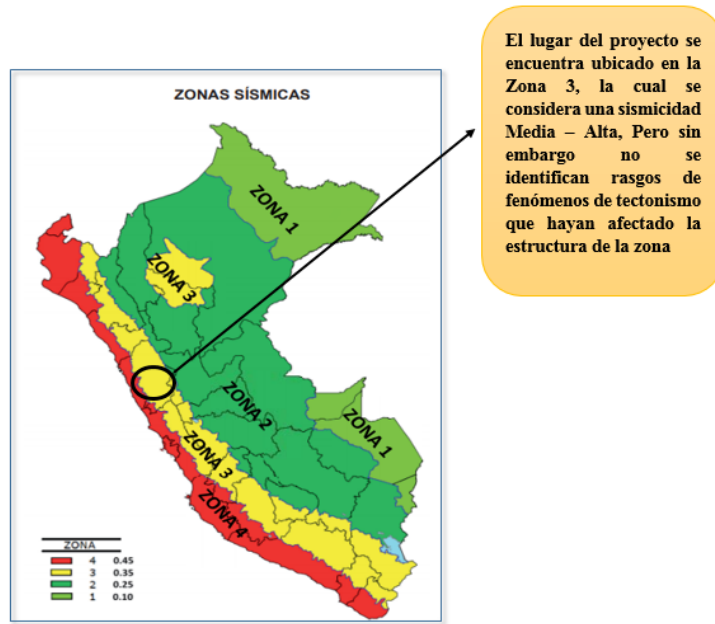 El lugar del proyecto se
encuentra ubicado en la
Zona 3, la cual se
considera una sismicidad
Media – Alta, Pero sin
embargo no se
identifican rasgos de
fenómenos de tectonismo
que hayan afectado la
estructura de la zona
ZONAS SÍSMICAS
ZONA 1
ZONA 3
ZONA 2
ZONA 1
ZONA 3
ZONA 4
ZONA
4 0.45
3 0.35
2 0.25
1 0.10